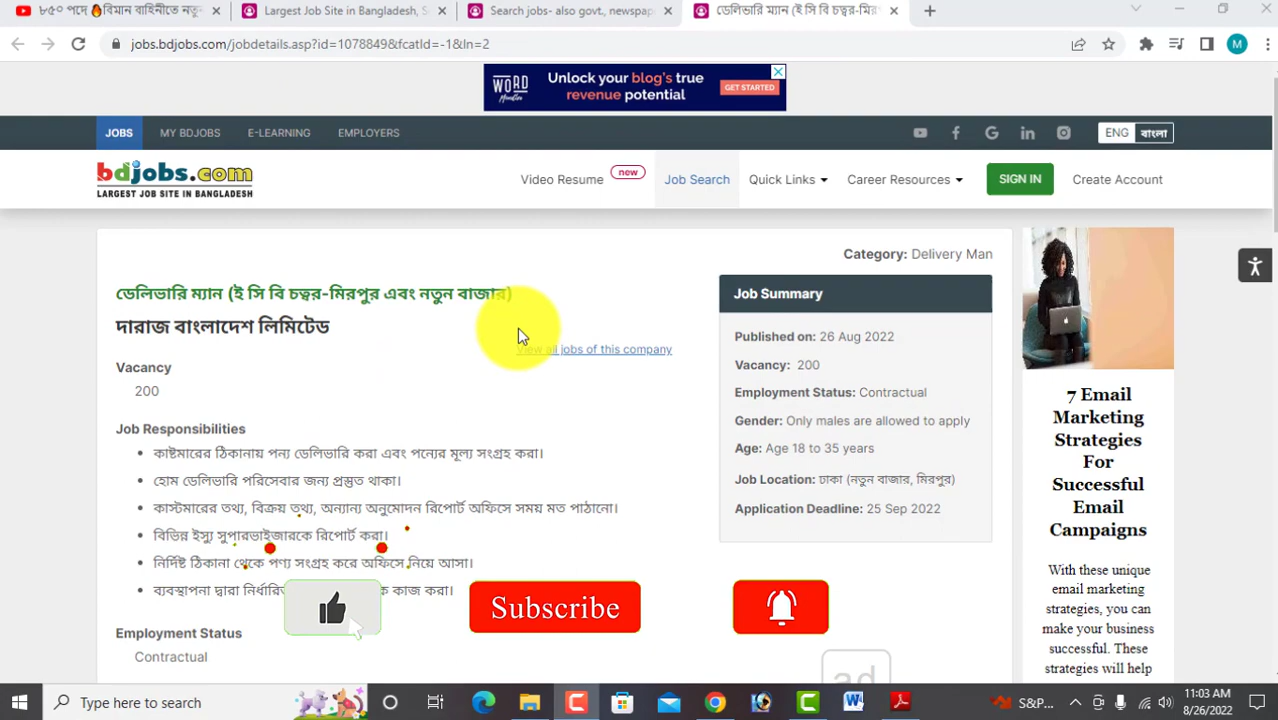 ৮৫০ পদে 🔥বিমান বাহিনীতে নতু
Largest Job Site in Bangladesh, S
Search jobs- also govt., newspap
ডেলিভারি ম্যান (ই সি বি চত্বর-মির
jobs.bdjobs.com/jobdetails.asp?id=1078849&fcatId=-1&ln=2
M
WORD
Unlock your blog's true
revenue potential
GET STARTED
JOBS
MY BDJOBS
E-LEARNING
EMPLOYERS
ENG
বাংলা
bdjobs.com
LARGEST JOB SITE IN BANGLADESH
Video Resume
new
Job Search
Quick Links
Career Resources
SIGN IN
Create Account
Category: Delivery Man
ডেলিভারি ম্যান (ই সি বি চত্বর-মিরপুর এবং নতুন বাজার)
দারাজ বাংলাদেশ লিমিটেড
View all jobs of this company
Vacancy
200
Job Responsibilities
• কাষ্টমারের ঠিকানায় পন্য ডেলিভারি করা এবং পন্যের মূল্য সংগ্রহ করা।
• হোম ডেলিভারি পরিসেবার জন্য প্রস্তুত থাকা।
• কাস্টমারের তথ্য, বিক্রয় তথ্য, অন্যান্য অনুমোদন রিপোর্ট অফিসে সময় মত পাঠানো।
• বিভিন্ন ইস্যু সুপারভাইজারকে রিপোর্ট করা।
• নির্দিষ্ট ঠিকানা থেকে পণ্য সংগ্রহ করে অফিসে নিয়ে আসা।
• ব্যবস্থাপনা দ্বারা নির্ধারি ক কাজ করা।
Employment Status
Contractual
Job Summary
Published on: 26 Aug 2022
Vacancy: 200
Employment Status: Contractual
Gender: Only males are allowed to apply
Age: Age 18 to 35 years
Job Location: ঢাকা (নতুন বাজার, মিরপুর)
Application Deadline: 25 Sep 2022
7 Email
Marketing
Strategies
For
Successful
Email
Campaigns
With these unique
email marketing
strategies, you can
make your business
successful. These
strategies will help
Subscribe
ad
Type here to search
S&P...
11:03 AM
8/26/2022